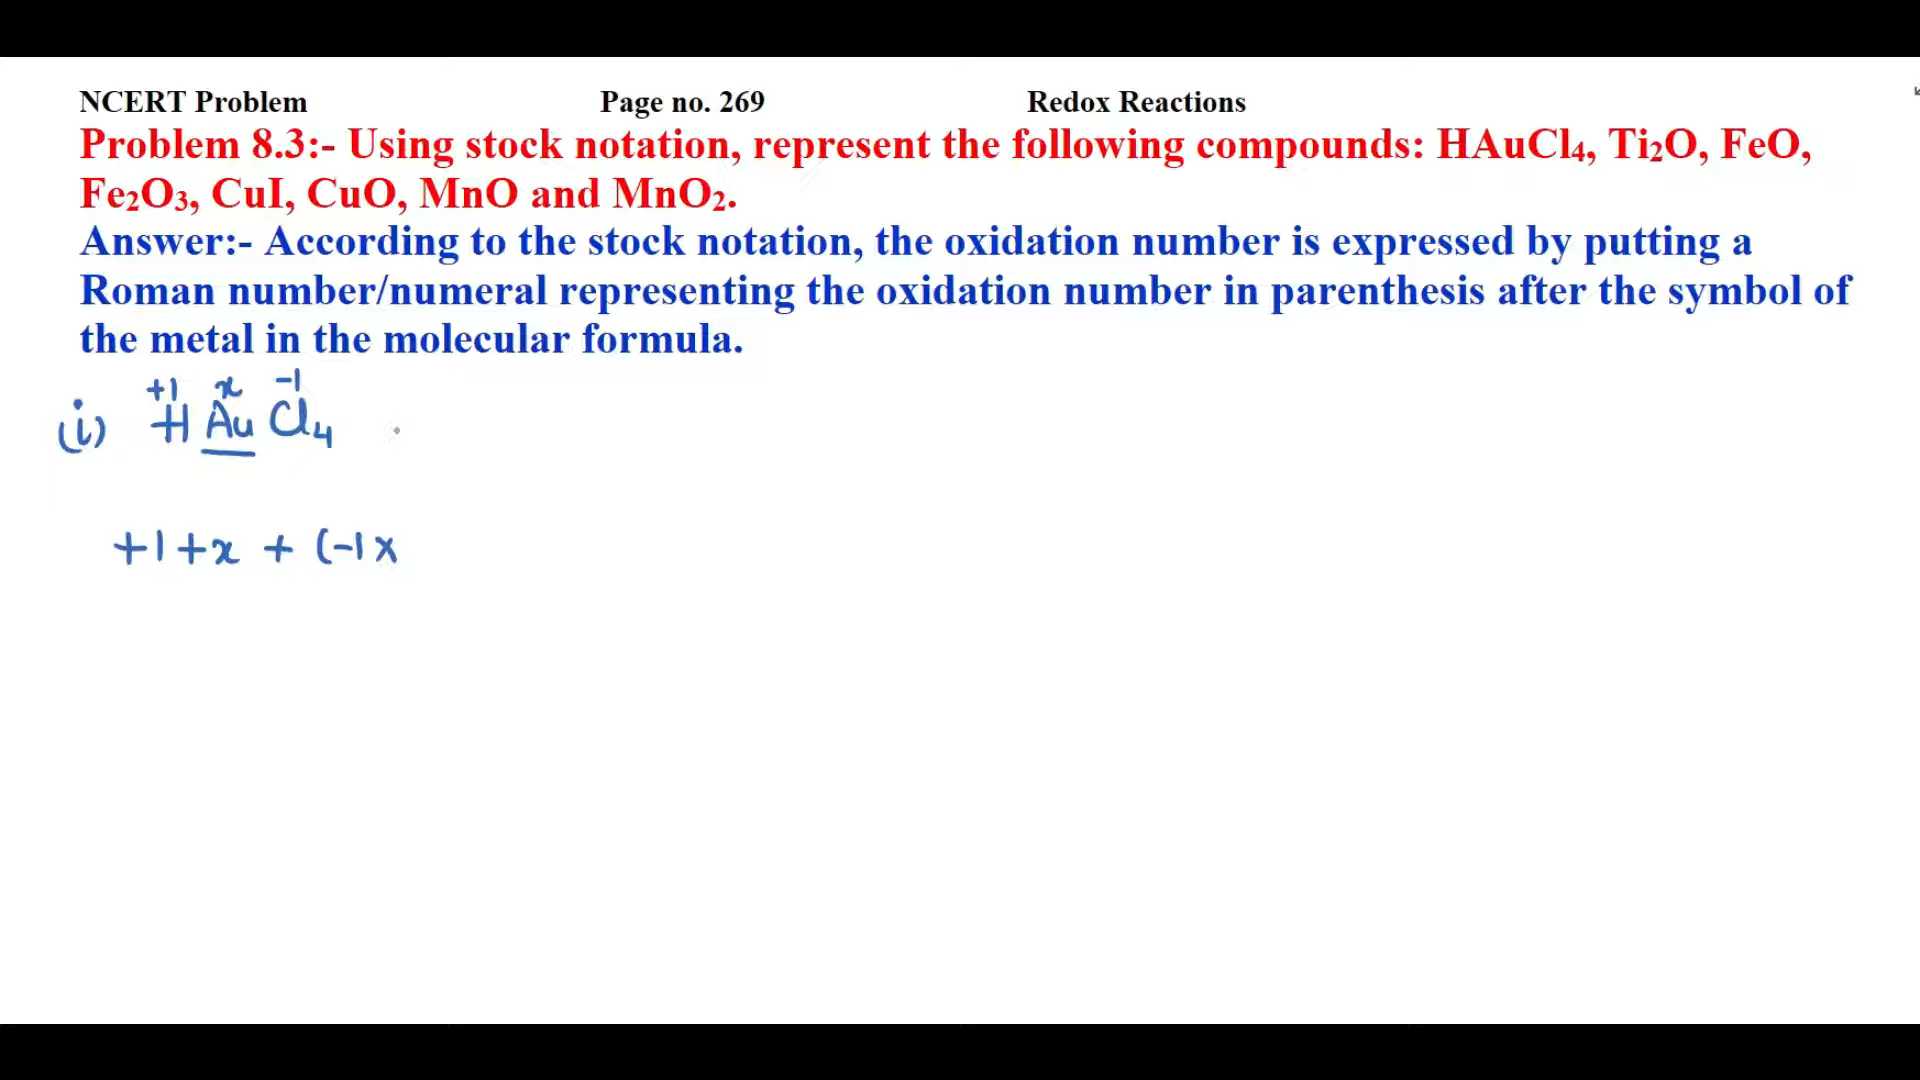 NCERT Problem Page no. 269 Redox Reactions
Problem 8.3:- Using stock notation, represent the following compounds: HAuCl₄, Ti₂O, FeO,
Fe₂O₃, CuI, CuO, MnO and MnO₂.
Answer:- According to the stock notation, the oxidation number is expressed by putting a
Roman number/numeral representing the oxidation number in parenthesis after the symbol of
the metal in the molecular formula.
+1 x -1
(i) H Au Cl₄
+1 + x + (-1 x